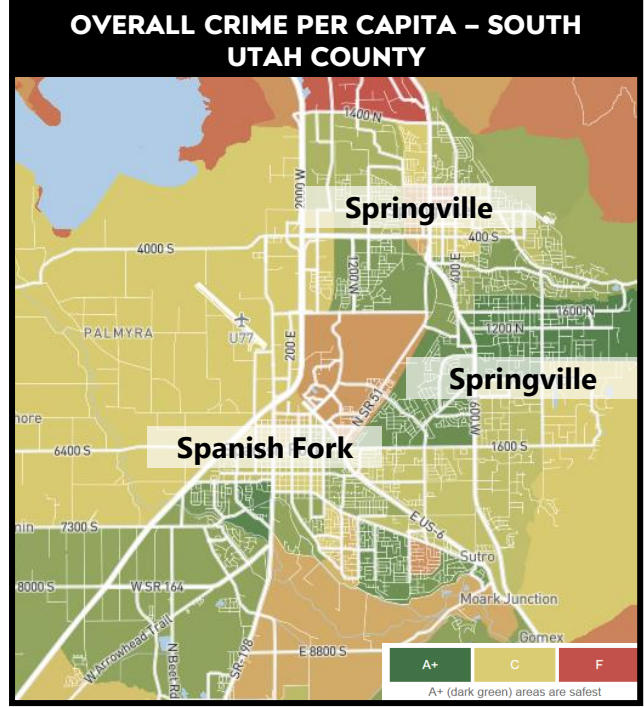 OVERALL CRIME PER CAPITA – SOUTH
UTAH COUNTY
1400 N
2000 W
Springville
4000 S
400 S
1200 W
400 E
1600 N
1200 N
PALMYRA
U77
200 E
Springville
N SR 51
1600 S
Spanish Fork
6400 S
E US-6
7300 S
Sutro
8000 S
W SR 164
Moark Junction
W Arrowhead Trail
N Beet Rd
SR-198
E 8800 S
Gomex
A+
C
F
A+ (dark green) areas are safest